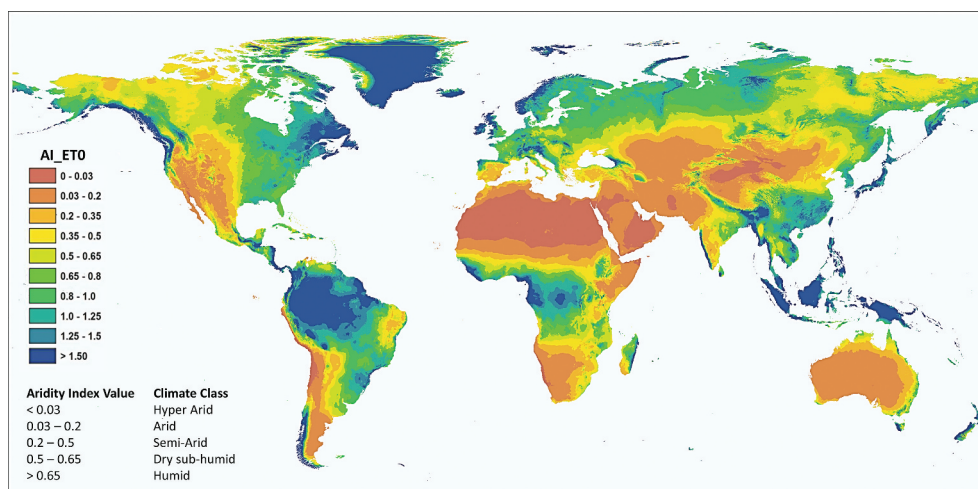 AI_ET0
0 - 0.03
0.03 - 0.2
0.2 - 0.35
0.35 - 0.5
0.5 - 0.65
0.65 - 0.8
0.8 - 1.0
1.0 - 1.25
1.25 - 1.5
> 1.50
Aridity Index Value Climate Class
< 0.03 Hyper Arid
0.03 – 0.2 Arid
0.2 – 0.5 Semi-Arid
0.5 – 0.65 Dry sub-humid
> 0.65 Humid